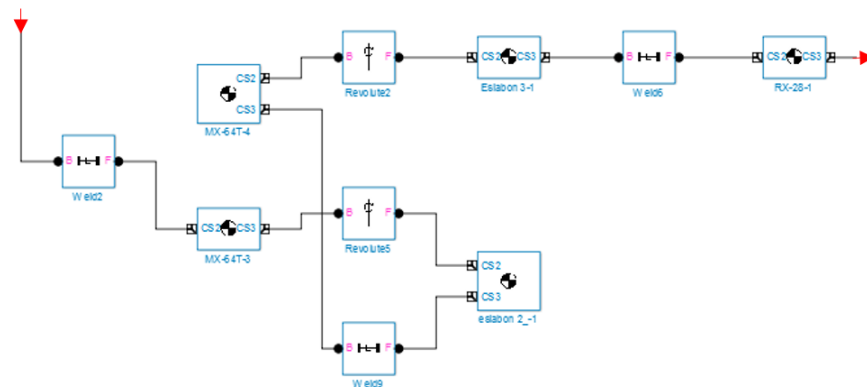 B F
Revolute2
CS2 CS3
Eslabon 3-1
B F
Weld6
CS2 CS3
RX-28-1
CS2
CS3
MX-64T-4
B F
Weld2
CS2 CS3
MX-64T-3
B F
Revolute5
CS2
CS3
eslabon 2_-1
B F
Weld9